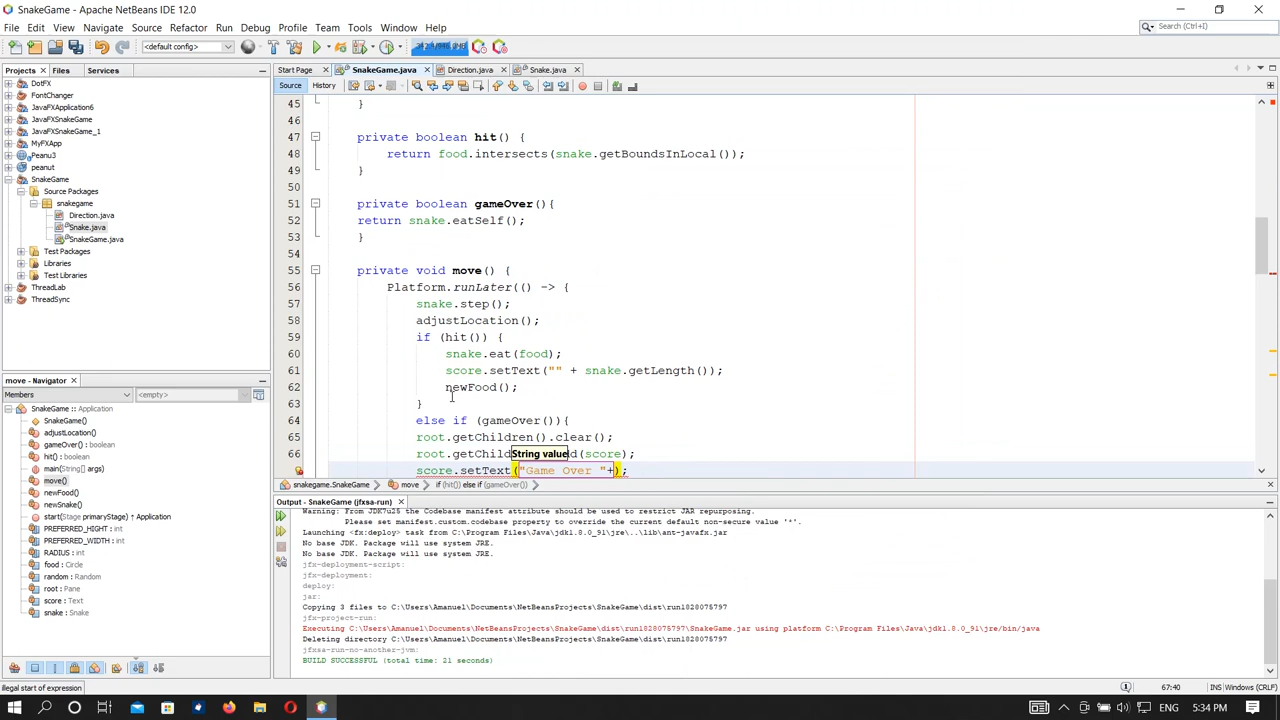 SnakeGame - Apache NetBeans IDE 12.0
File Edit View Navigate Source Refactor Run Debug Profile Team Tools Window Help
Search (Ctrl+I)
<default config>
Projects Files Services
Start Page SnakeGame.java Direction.java Snake.java
Source History
DotFX
FontChanger
JavaFXApplication6
JavaFXSnakeGame
JavaFXSnakeGame_1
MyFXApp
Peanu3
peanut
SnakeGame
Source Packages
snakegame
Direction.java
Snake.java
SnakeGame.java
Test Packages
Libraries
Test Libraries
ThreadLab
ThreadSync
45 }
46
47 private boolean hit() {
48 return food.intersects(snake.getBoundsInLocal());
49 }
50
51 private boolean gameOver(){
52 return snake.eatSelf();
53 }
54
55 private void move() {
56 Platform.runLater(() -> {
57 snake.step();
58 adjustLocation();
59 if (hit()) {
60 snake.eat(food);
61 score.setText("" + snake.getLength());
62 newFood();
63 }
64 else if (gameOver()){
65 root.getChildren().clear();
66 root.getChild String value d(score);
score.setText("Game Over "+);
move - Navigator
Members <empty>
SnakeGame :: Application
SnakeGame()
adjustLocation()
gameOver() : boolean
hit() : boolean
main(String[] args)
move()
newFood()
newSnake()
start(Stage primaryStage) ↑ Application
PREFERRED_HIGHT : int
PREFERRED_WIDTH : int
RADIUS : int
food : Circle
random : Random
root : Pane
score : Text
snake : Snake
snakegame.SnakeGame move if (hit()) else if (gameOver())
Output - SnakeGame (jfxsa-run)
Warning: From JDK7u25 the Codebase manifest attribute should be used to restrict JAR repurposing.
Please set manifest.custom.codebase property to override the current default non-secure value '*'.
Launching <fx:deploy> task from C:\Program Files\Java\jdk1.8.0_91\jre\..\lib\ant-javafx.jar
No base JDK. Package will use system JRE.
No base JDK. Package will use system JRE.
jfx-deployment-script:
jfx-deployment:
deploy:
jar:
Copying 3 files to C:\Users\Amanuel\Documents\NetBeansProjects\SnakeGame\dist\run1828075797
jfx-project-run:
Executing C:\Users\Amanuel\Documents\NetBeansProjects\SnakeGame\dist\run1828075797\SnakeGame.jar using platform C:\Program Files\Java\jdk1.8.0_91\jre/bin/java
Deleting directory C:\Users\Amanuel\Documents\NetBeansProjects\SnakeGame\dist\run1828075797
jfxsa-run-no-another-jvm:
BUILD SUCCESSFUL (total time: 21 seconds)
illegal start of expression
67:40 INS Windows (CRLF)
ENG 5:34 PM